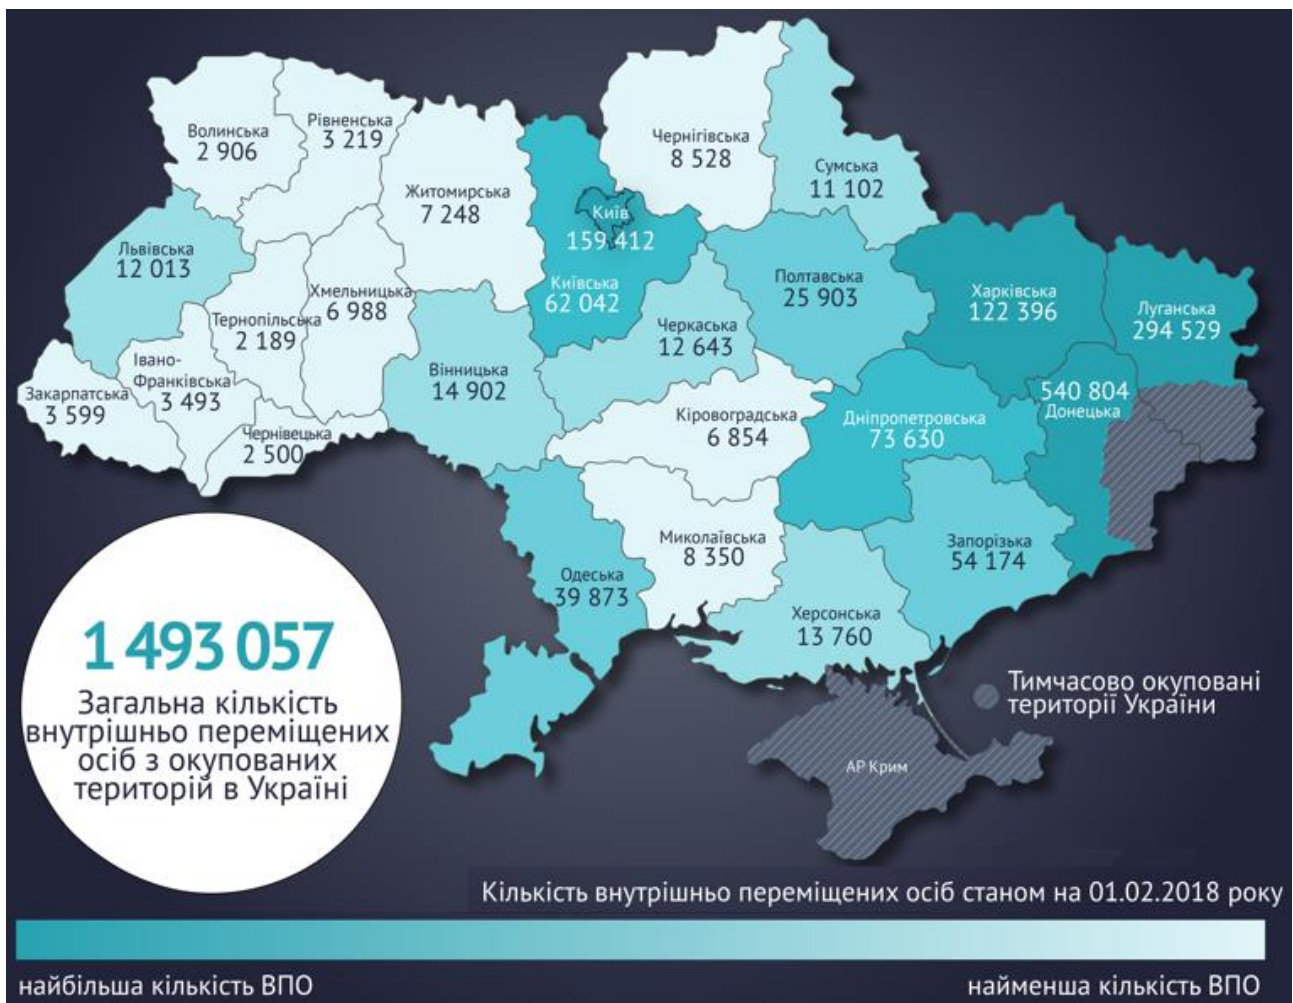 Волинська
2 906
Рівненська
3 219
Житомирська
7 248
Чернігівська
8 528
Сумська
11 102
Київ
159 412
Київська
62 042
Львівська
12 013
Хмельницька
6 988
Тернопільська
2 189
Івано-
Франківська
3 493
Закарпатська
3 599
Чернівецька
2 500
Вінницька
14 902
Черкаська
12 643
Полтавська
25 903
Харківська
122 396
Луганська
294 529
540 804
Донецька
Кіровоградська
6 854
Дніпропетровська
73 630
Миколаївська
8 350
Запорізька
54 174
Одеська
39 873
Херсонська
13 760
АР Крим
1 493 057
Загальна кількість
внутрішньо переміщених
осіб з окупованих
територій в Україні
Тимчасово окуповані
території України
Кількість внутрішньо переміщених осіб станом на 01.02.2018 року
найбільша кількість ВПО
найменша кількість ВПО